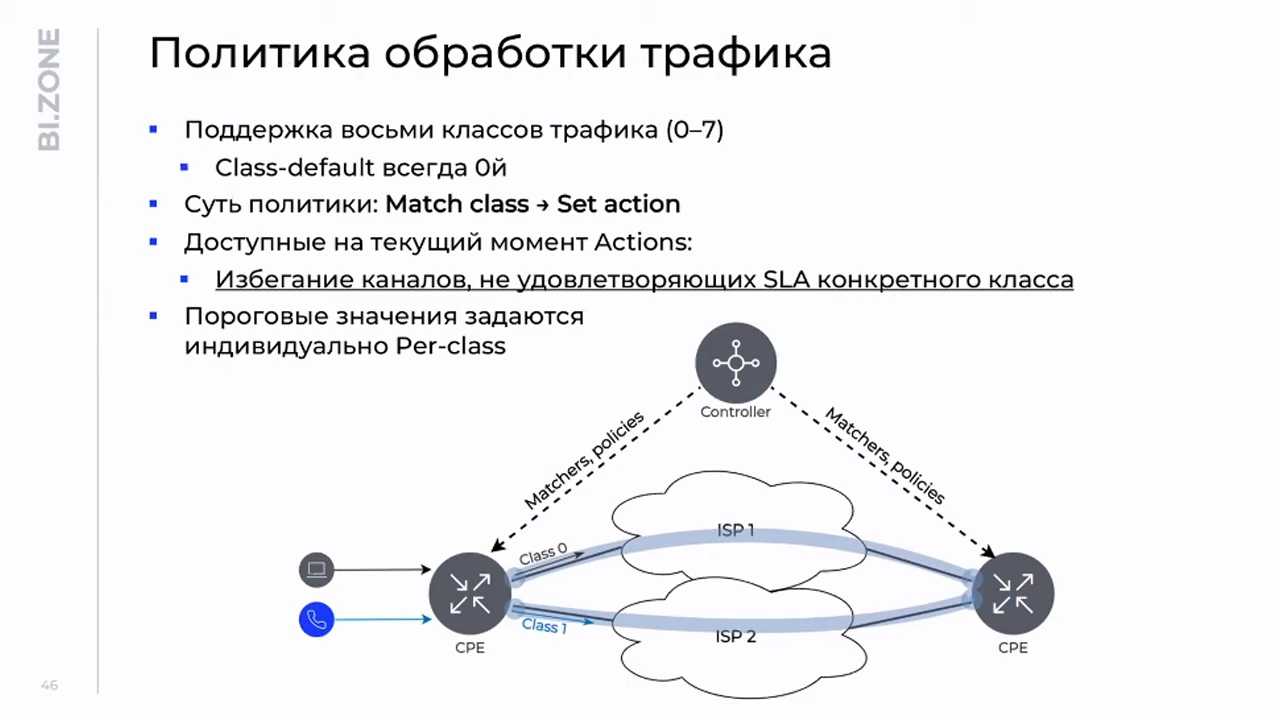 BI.ZONE
Политика обработки трафика
Поддержка восьми классов трафика (0–7)
Class-default всегда 0й
Суть политики: Match class → Set action
Доступные на текущий момент Actions:
Избегание каналов, не удовлетворяющих SLA конкретного класса
Пороговые значения задаются
индивидуально Per-class
Controller
Matchers, policies
Matchers, policies
ISP 1
Class 0
Class 1
ISP 2
CPE
CPE
46